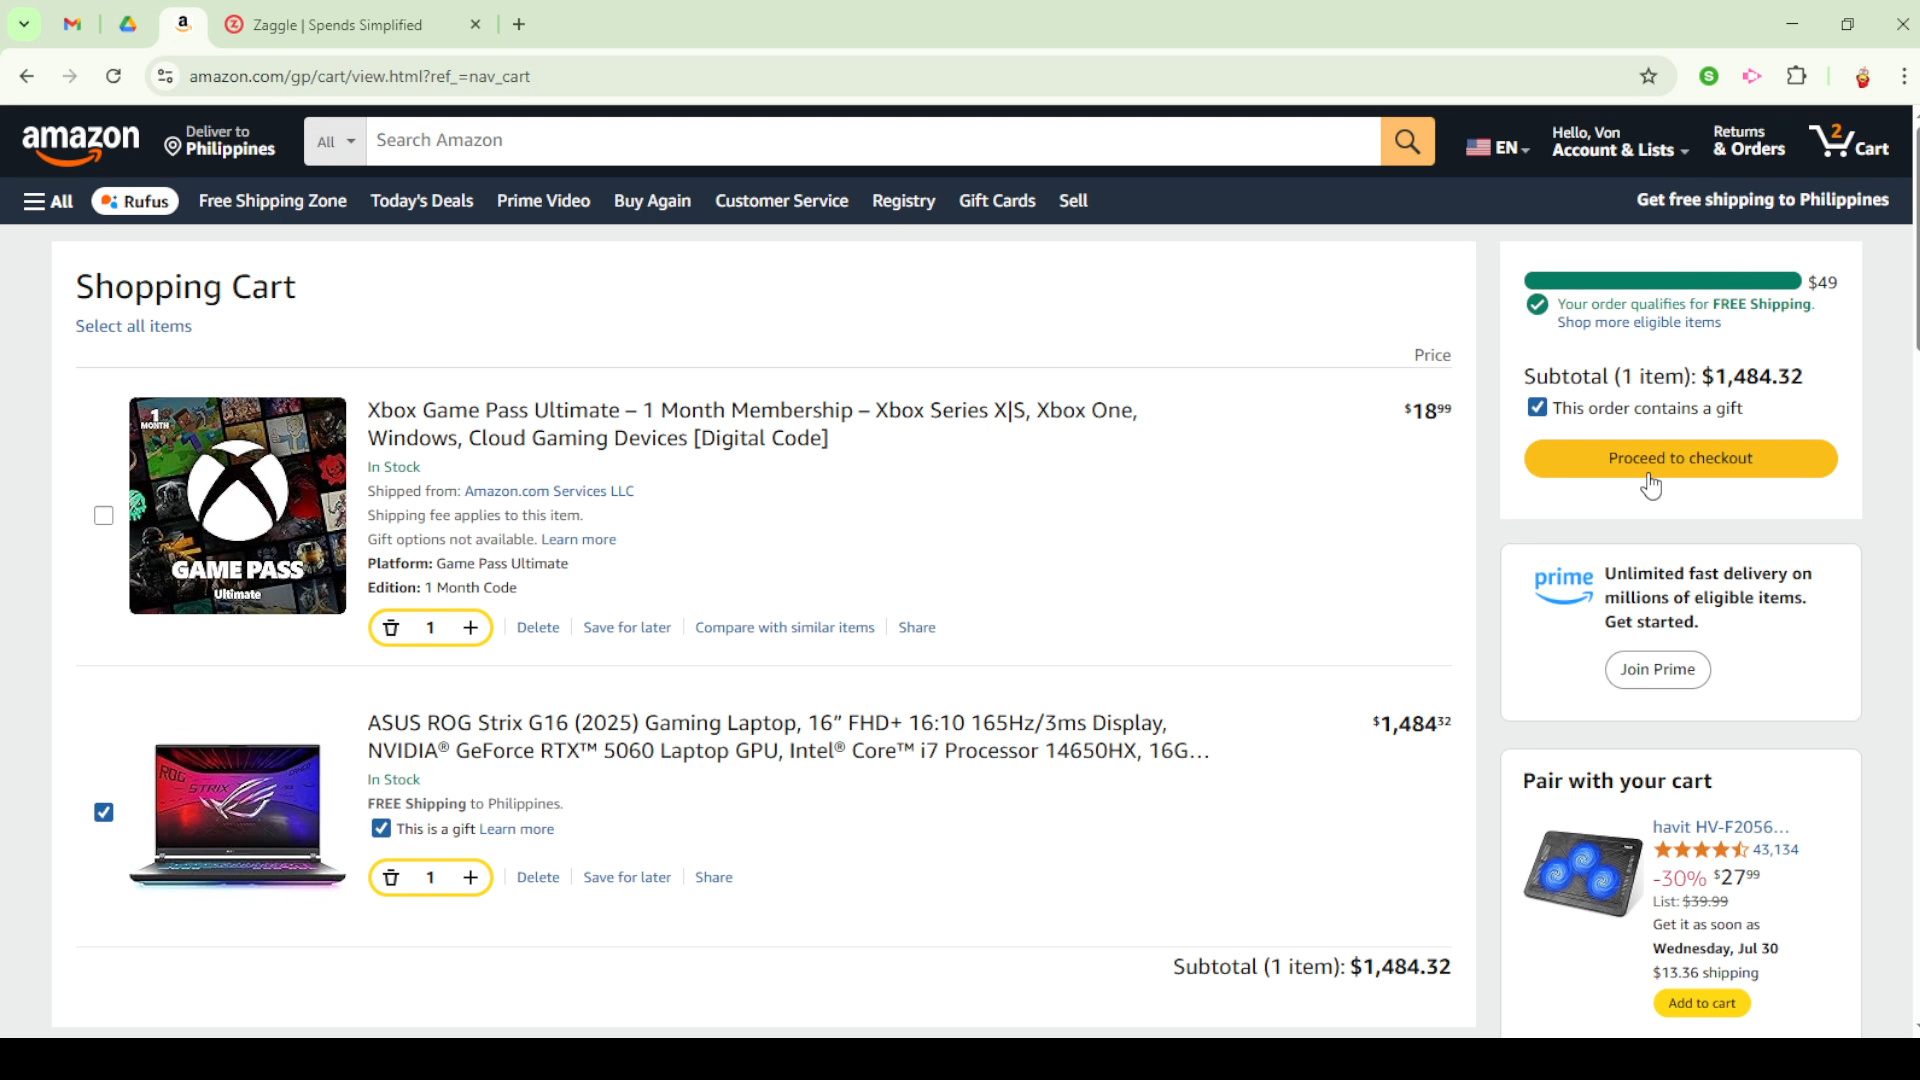 Zaggle | Spends Simplified
amazon.com/gp/cart/view.html?ref_=nav_cart
amazon
Deliver to
Philippines
All
Search Amazon
EN
Hello, Von
Account & Lists
Returns
& Orders
2
Cart
All
Rufus
Free Shipping Zone
Today's Deals
Prime Video
Buy Again
Customer Service
Registry
Gift Cards
Sell
Get free shipping to Philippines
Shopping Cart
Select all items
Price
1
MONTH
GAME PASS
Ultimate
Xbox Game Pass Ultimate – 1 Month Membership – Xbox Series X|S, Xbox One,
Windows, Cloud Gaming Devices [Digital Code]
$18.99
In Stock
Shipped from: Amazon.com Services LLC
Shipping fee applies to this item.
Gift options not available. Learn more
Platform: Game Pass Ultimate
Edition: 1 Month Code
1
Delete
Save for later
Compare with similar items
Share
ROG
STRIX
ASUS ROG Strix G16 (2025) Gaming Laptop, 16” FHD+ 16:10 165Hz/3ms Display,
NVIDIA® GeForce RTX™ 5060 Laptop GPU, Intel® Core™ i7 Processor 14650HX, 16G...
$1,484.32
In Stock
FREE Shipping to Philippines.
This is a gift Learn more
1
Delete
Save for later
Share
Subtotal (1 item): $1,484.32
$49
Your order qualifies for FREE Shipping.
Shop more eligible items
Subtotal (1 item): $1,484.32
This order contains a gift
Proceed to checkout
prime
Unlimited fast delivery on
millions of eligible items.
Get started.
Join Prime
Pair with your cart
havit HV-F2056...
43,134
-30% $27.99
List: $39.99
Get it as soon as
Wednesday, Jul 30
$13.36 shipping
Add to cart